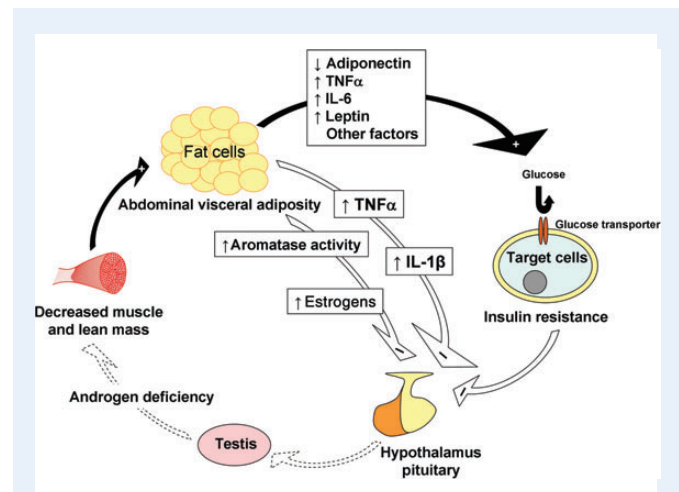 ↓ Adiponectin
↑ TNFα
↑ IL-6
↑ Leptin
Other factors
+
Fat cells
+
Glucose
Abdominal visceral adiposity
↑ TNFα
Glucose transporter
↑Aromatase activity
↑ IL-1β
Target cells
↑ Estrogens
Decreased muscle
and lean mass
Insulin resistance
-
-
-
Androgen deficiency
Testis
Hypothalamus
pituitary